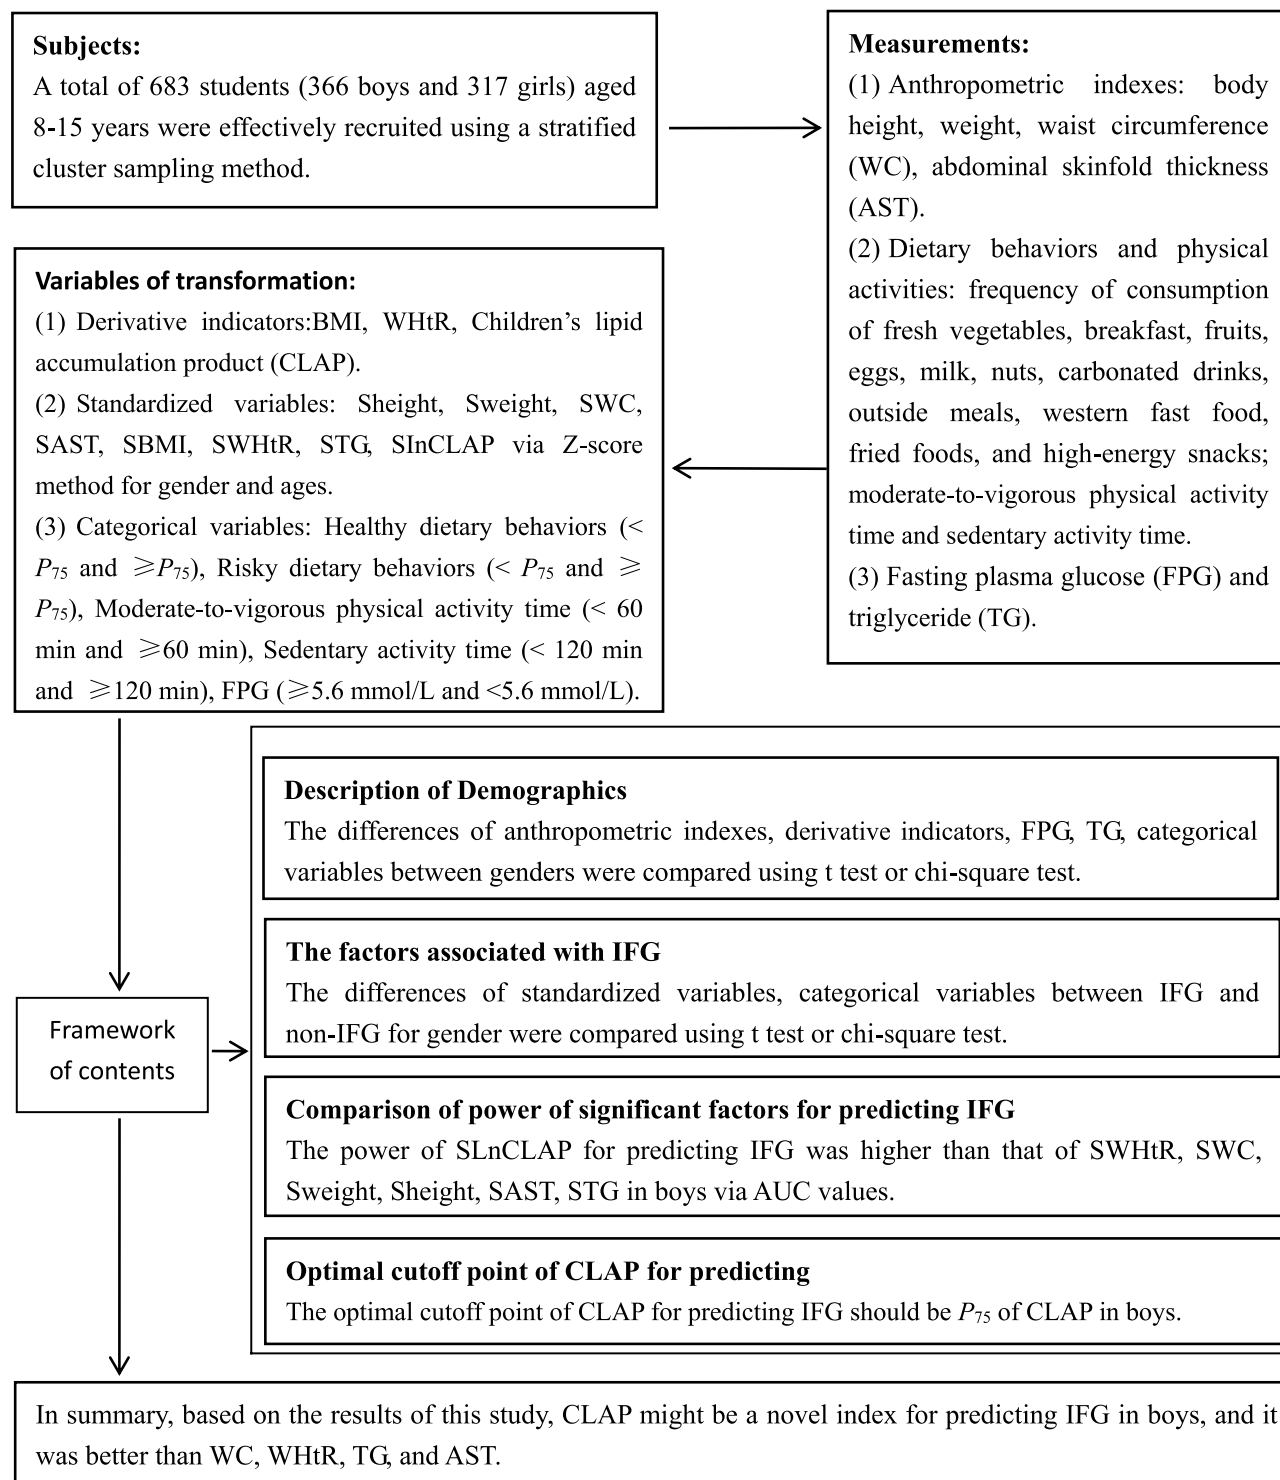 Subjects:
A total of 683 students (366 boys and 317 girls) aged
8-15 years were effectively recruited using a stratified
cluster sampling method.
Measurements:
(1) Anthropometric indexes: body
height, weight, waist circumference
(WC), abdominal skinfold thickness
(AST).
(2) Dietary behaviors and physical
activities: frequency of consumption
of fresh vegetables, breakfast, fruits,
eggs, milk, nuts, carbonated drinks,
outside meals, western fast food,
fried foods, and high-energy snacks;
moderate-to-vigorous physical activity
time and sedentary activity time.
(3) Fasting plasma glucose (FPG) and
triglyceride (TG).
Variables of transformation:
(1) Derivative indicators:BMI, WHtR, Children's lipid
accumulation product (CLAP).
(2) Standardized variables: Sheight, Sweight, SWC,
SAST, SBMI, SWHtR, STG, SInCLAP via Z-score
method for gender and ages.
(3) Categorical variables: Healthy dietary behaviors (<
P75 and ≥P75), Risky dietary behaviors (< P75 and ≥
P75), Moderate-to-vigorous physical activity time (< 60
min and ≥60 min), Sedentary activity time (< 120 min
and ≥120 min), FPG (≥5.6 mmol/L and <5.6 mmol/L).
Framework
of contents
Description of Demographics
The differences of anthropometric indexes, derivative indicators, FPG, TG, categorical
variables between genders were compared using t test or chi-square test.
The factors associated with IFG
The differences of standardized variables, categorical variables between IFG and
non-IFG for gender were compared using t test or chi-square test.
Comparison of power of significant factors for predicting IFG
The power of SLnCLAP for predicting IFG was higher than that of SWHtR, SWC,
Sweight, Sheight, SAST, STG in boys via AUC values.
Optimal cutoff point of CLAP for predicting
The optimal cutoff point of CLAP for predicting IFG should be P75 of CLAP in boys.
In summary, based on the results of this study, CLAP might be a novel index for predicting IFG in boys, and it
was better than WC, WHtR, TG, and AST.